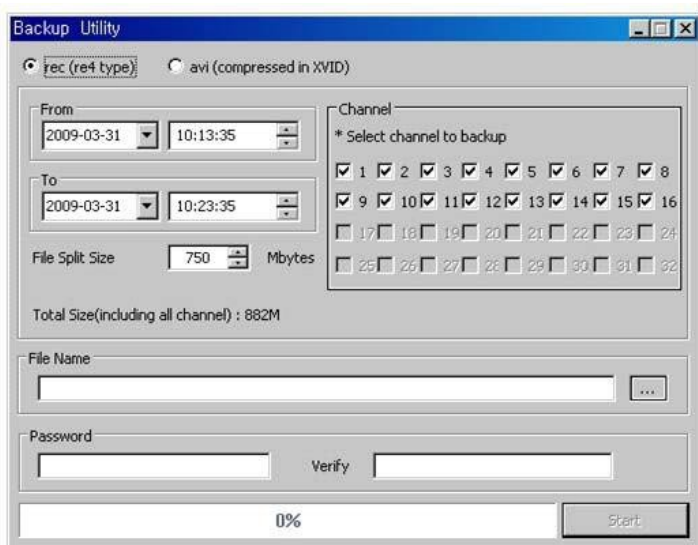 Backup Utility
rec (re4 type) avi (compressed in XVID)
From
2009-03-31 10:13:35
To
2009-03-31 10:23:35
File Split Size 750 Mbytes
Total Size(including all channel) : 882M
Channel
* Select channel to backup
1 2 3 4 5 6 7 8
9 10 11 12 13 14 15 16
17 18 19 20 21 22 23 24
25 26 27 28 29 30 31 32
File Name
...
Password
Verify
0% Start